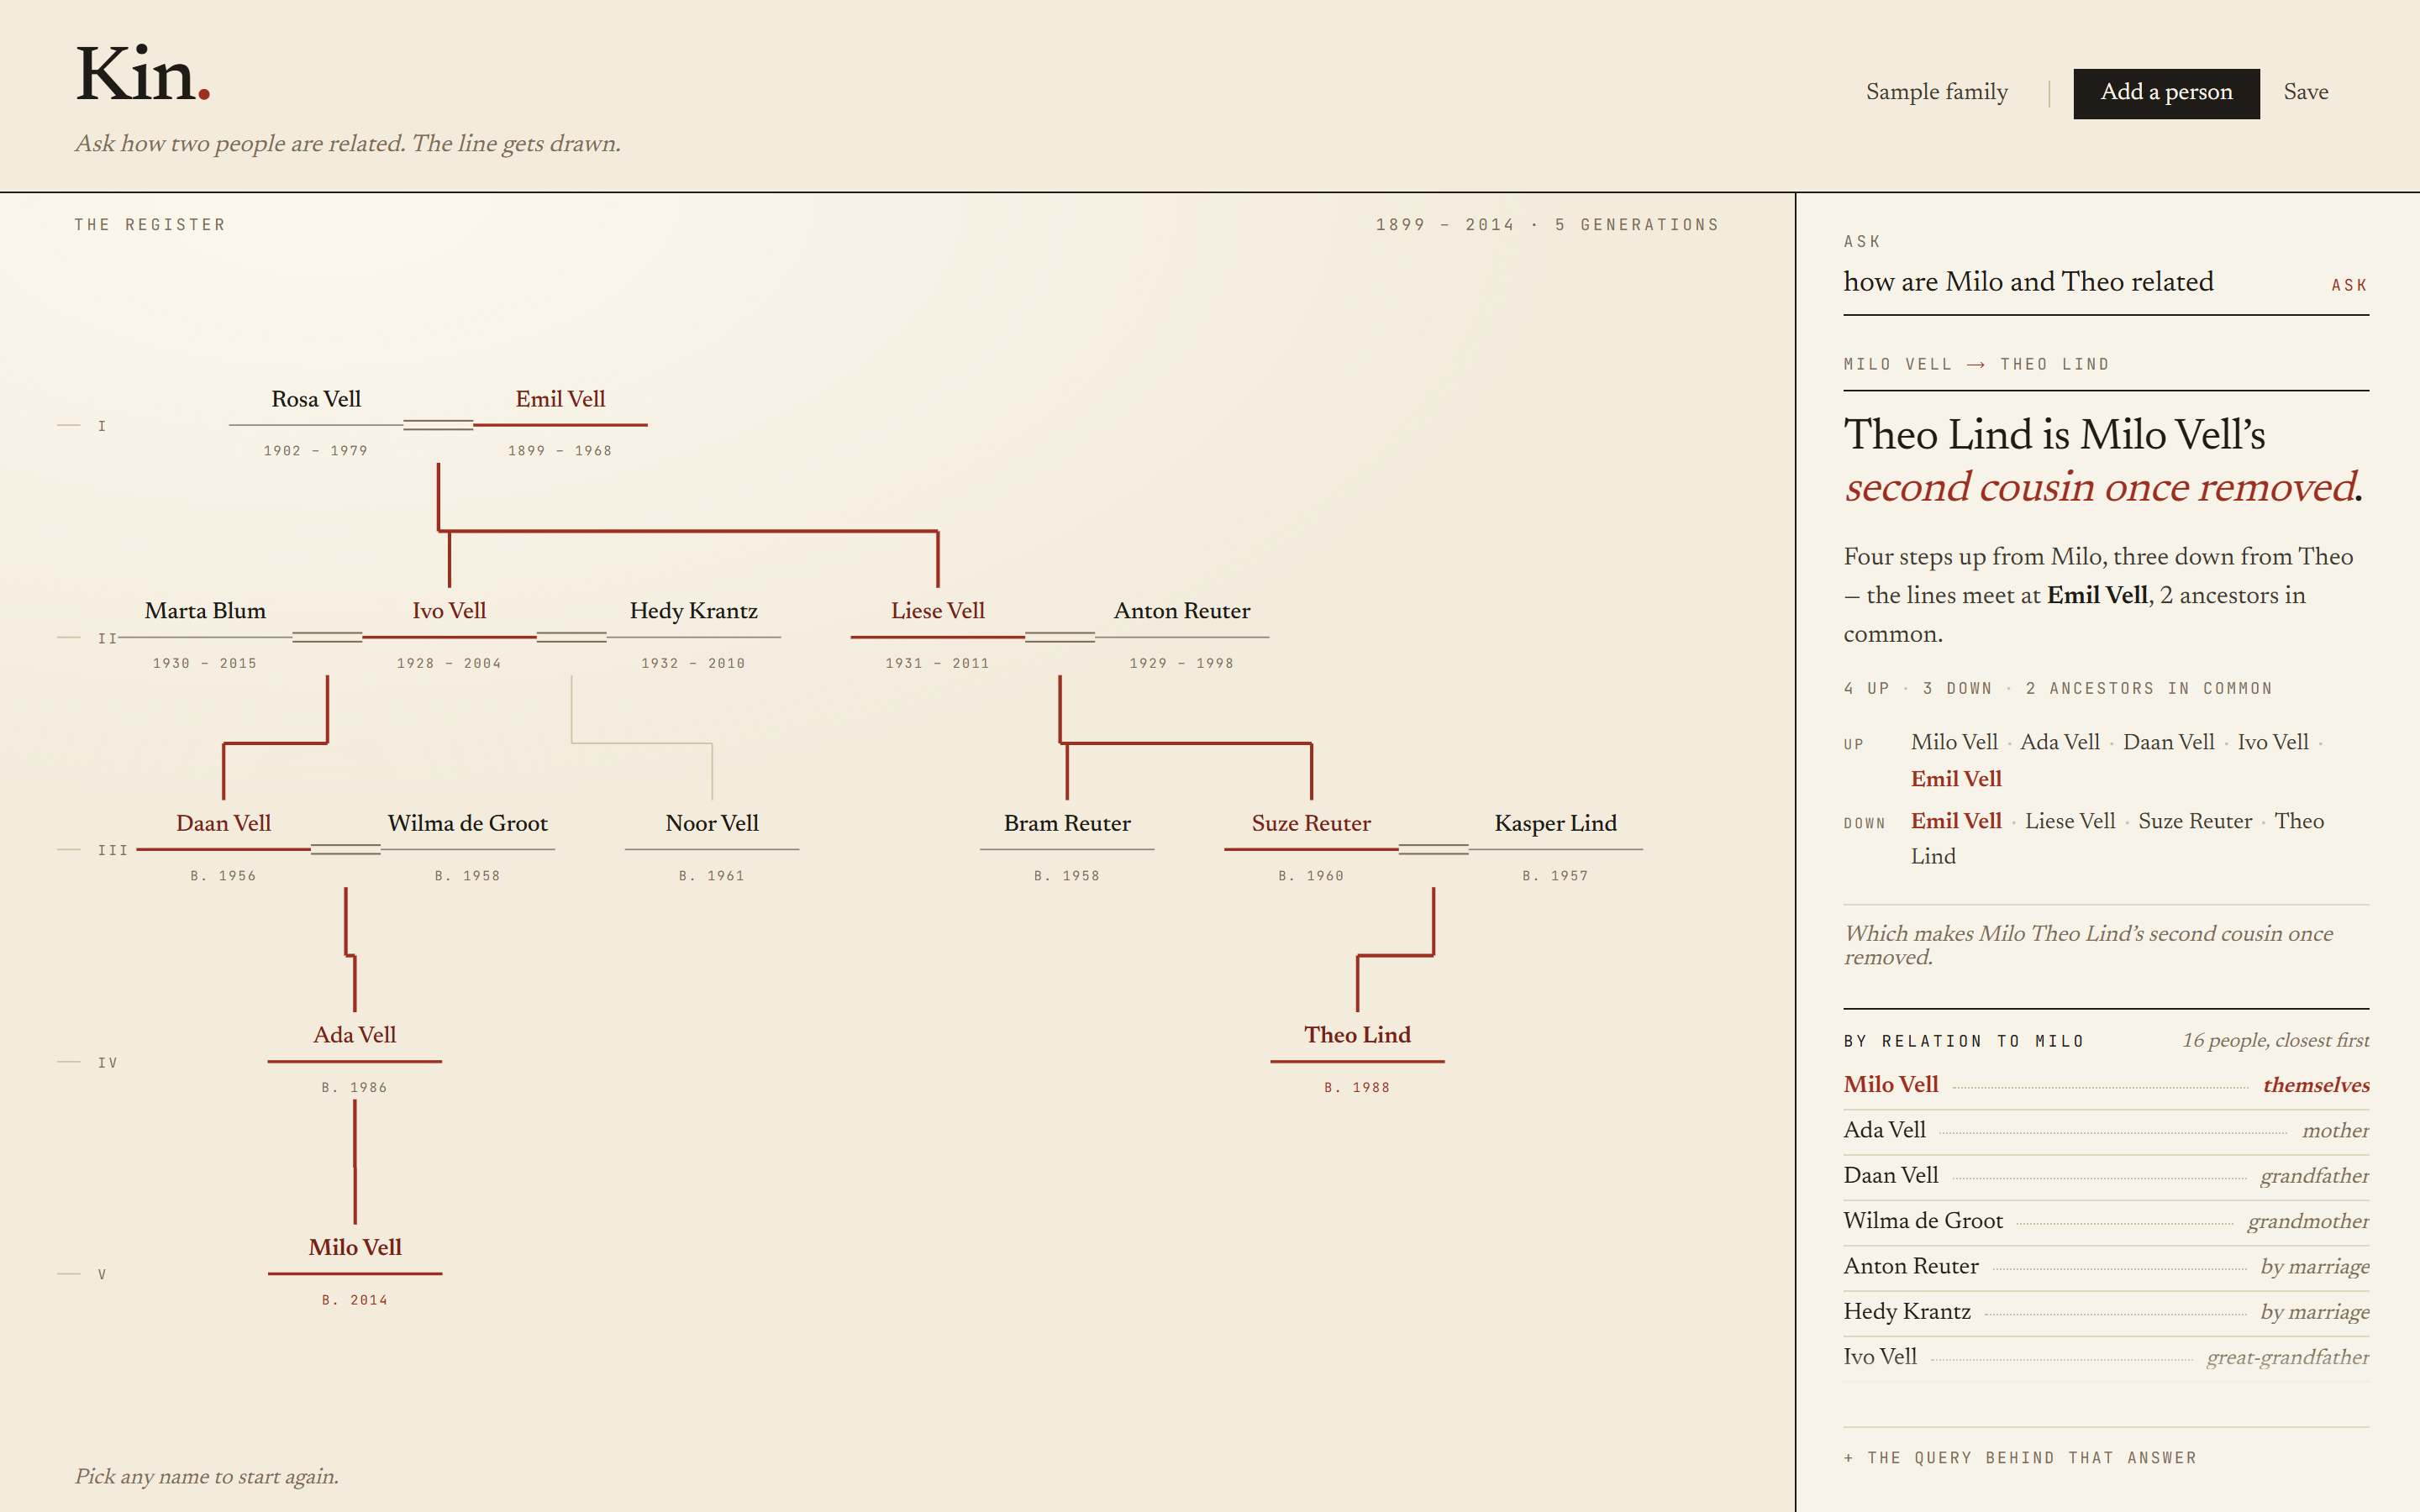 Kin.
Ask how two people are related. The line gets drawn.
Sample family
Add a person
Save
THE REGISTER
1899 – 2014 · 5 GENERATIONS
Rosa Vell
Emil Vell
I
1902 – 1979
1899 – 1968
Marta Blum
Ivo Vell
Hedy Krantz
Liese Vell
Anton Reuter
II
1930 – 2015
1928 – 2004
1932 – 2010
1931 – 2011
1929 – 1998
Daan Vell
Wilma de Groot
Noor Vell
Bram Reuter
Suze Reuter
Kasper Lind
III
B. 1956
B. 1958
B. 1961
B. 1958
B. 1960
B. 1957
Ada Vell
Theo Lind
IV
B. 1986
B. 1988
Milo Vell
V
B. 2014
Pick any name to start again.
ASK
how are Milo and Theo related
ASK
MILO VELL → THEO LIND
Theo Lind is Milo Vell’s
second cousin once removed.
Four steps up from Milo, three down from Theo
– the lines meet at Emil Vell, 2 ancestors in
common.
4 UP · 3 DOWN · 2 ANCESTORS IN COMMON
UP
Milo Vell · Ada Vell · Daan Vell · Ivo Vell ·
Emil Vell
DOWN
Emil Vell · Liese Vell · Suze Reuter · Theo
Lind
Which makes Milo Theo Lind’s second cousin once
removed.
BY RELATION TO MILO
16 people, closest first
Milo Vell themselves
Ada Vell mother
Daan Vell grandfather
Wilma de Groot grandmother
Anton Reuter by marriage
Hedy Krantz by marriage
Ivo Vell great-grandfather
+ THE QUERY BEHIND THAT ANSWER